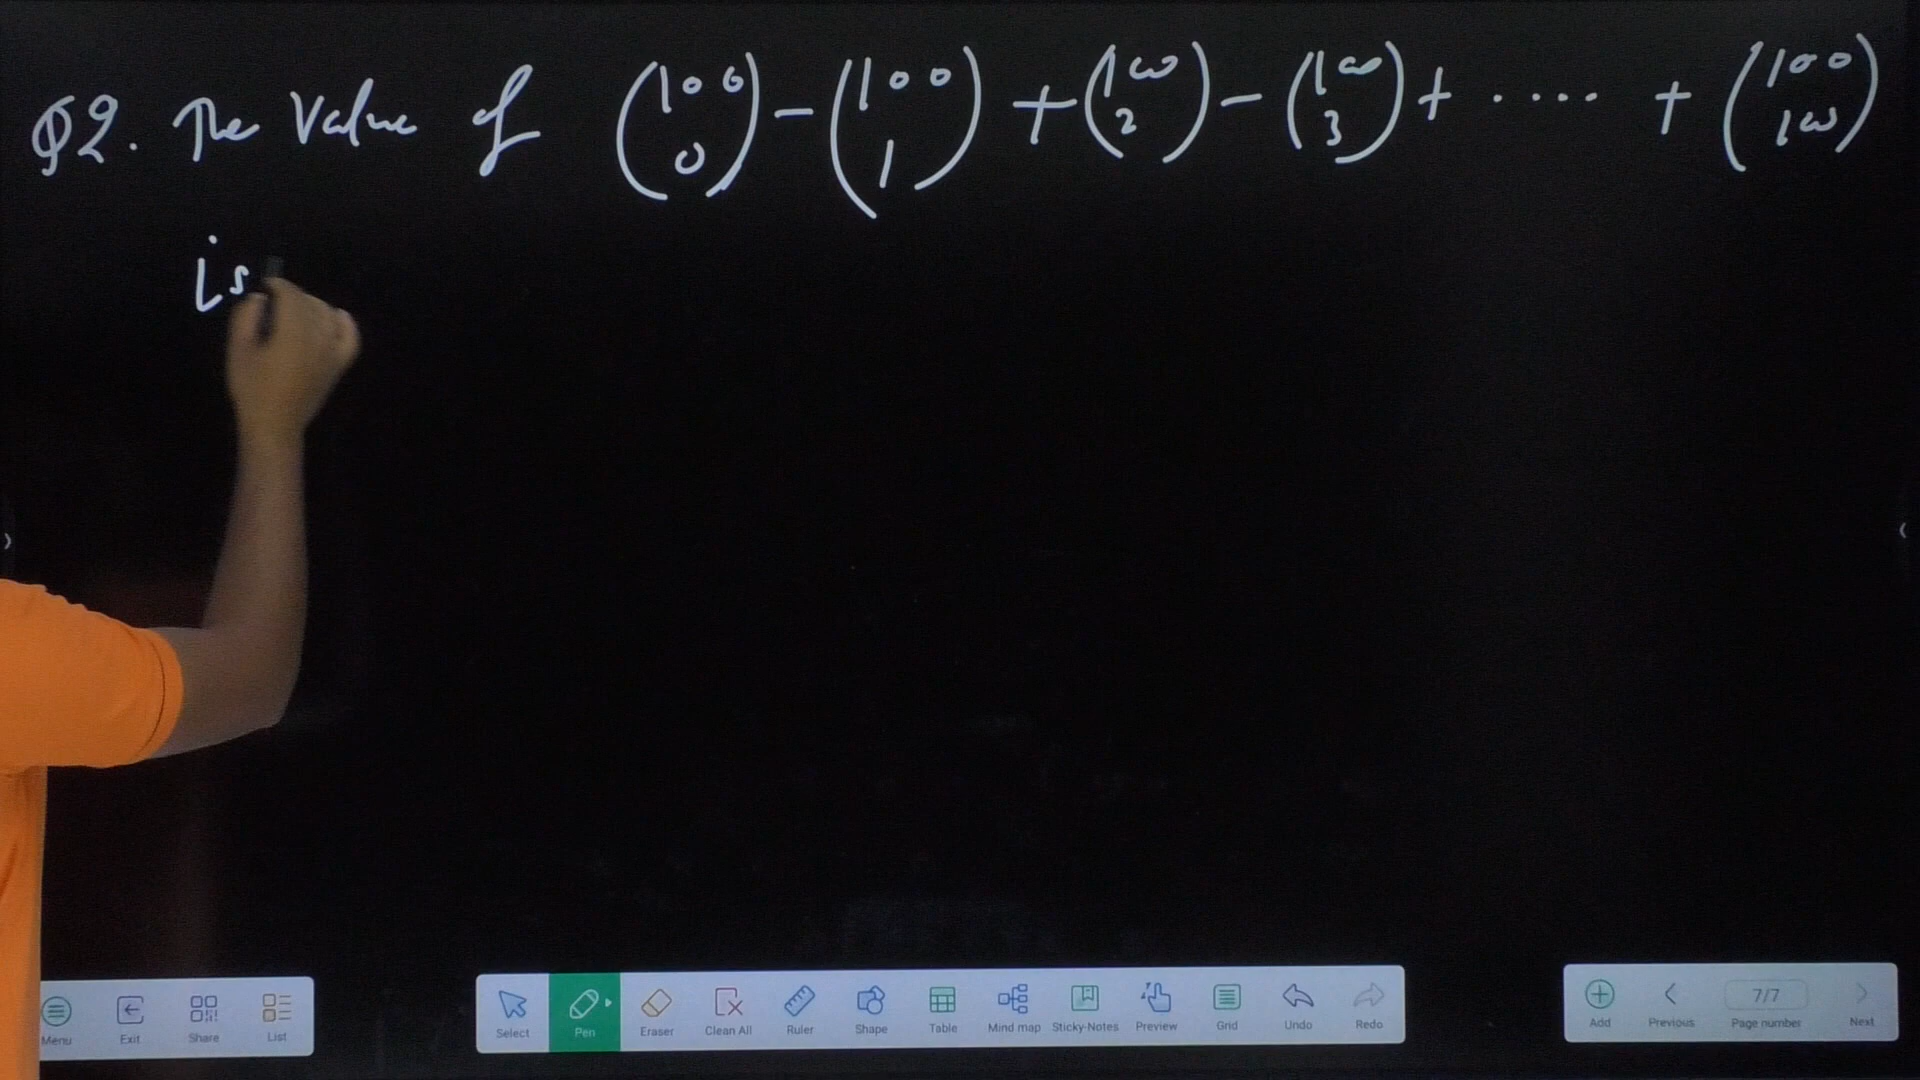 Q2. The Value of (100 0) - (100 1) + (100 2) - (100 3) + ..... + (100 100)
is
Menu Exit Share List Select Pen Eraser Clean All Ruler Shape Table Mind map Sticky-Notes Preview Grid Undo Redo Add Previous 7/7 Page number Next